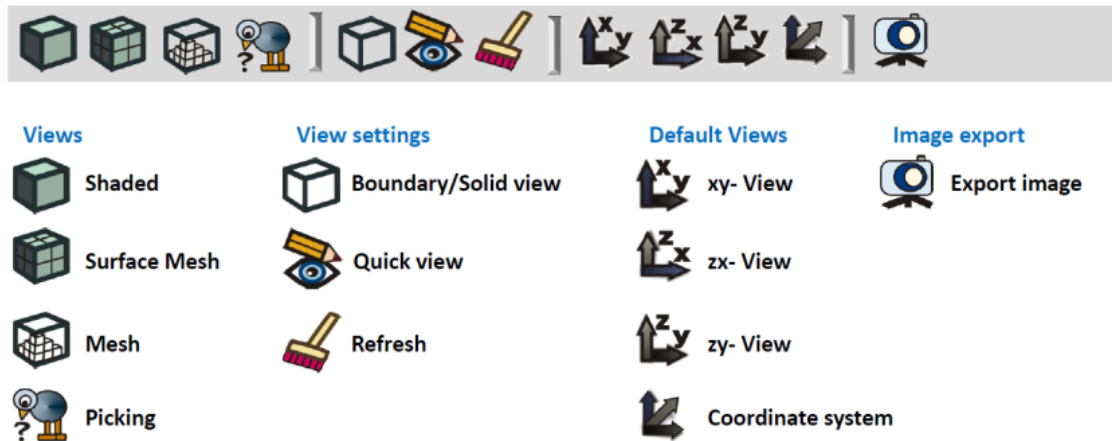 ? x y z x z y
Views View settings Default Views Image export
Shaded Boundary/Solid view x y xy- View Export image
Surface Mesh Quick view z x zx- View
Mesh Refresh z y zy- View
? Picking Coordinate system